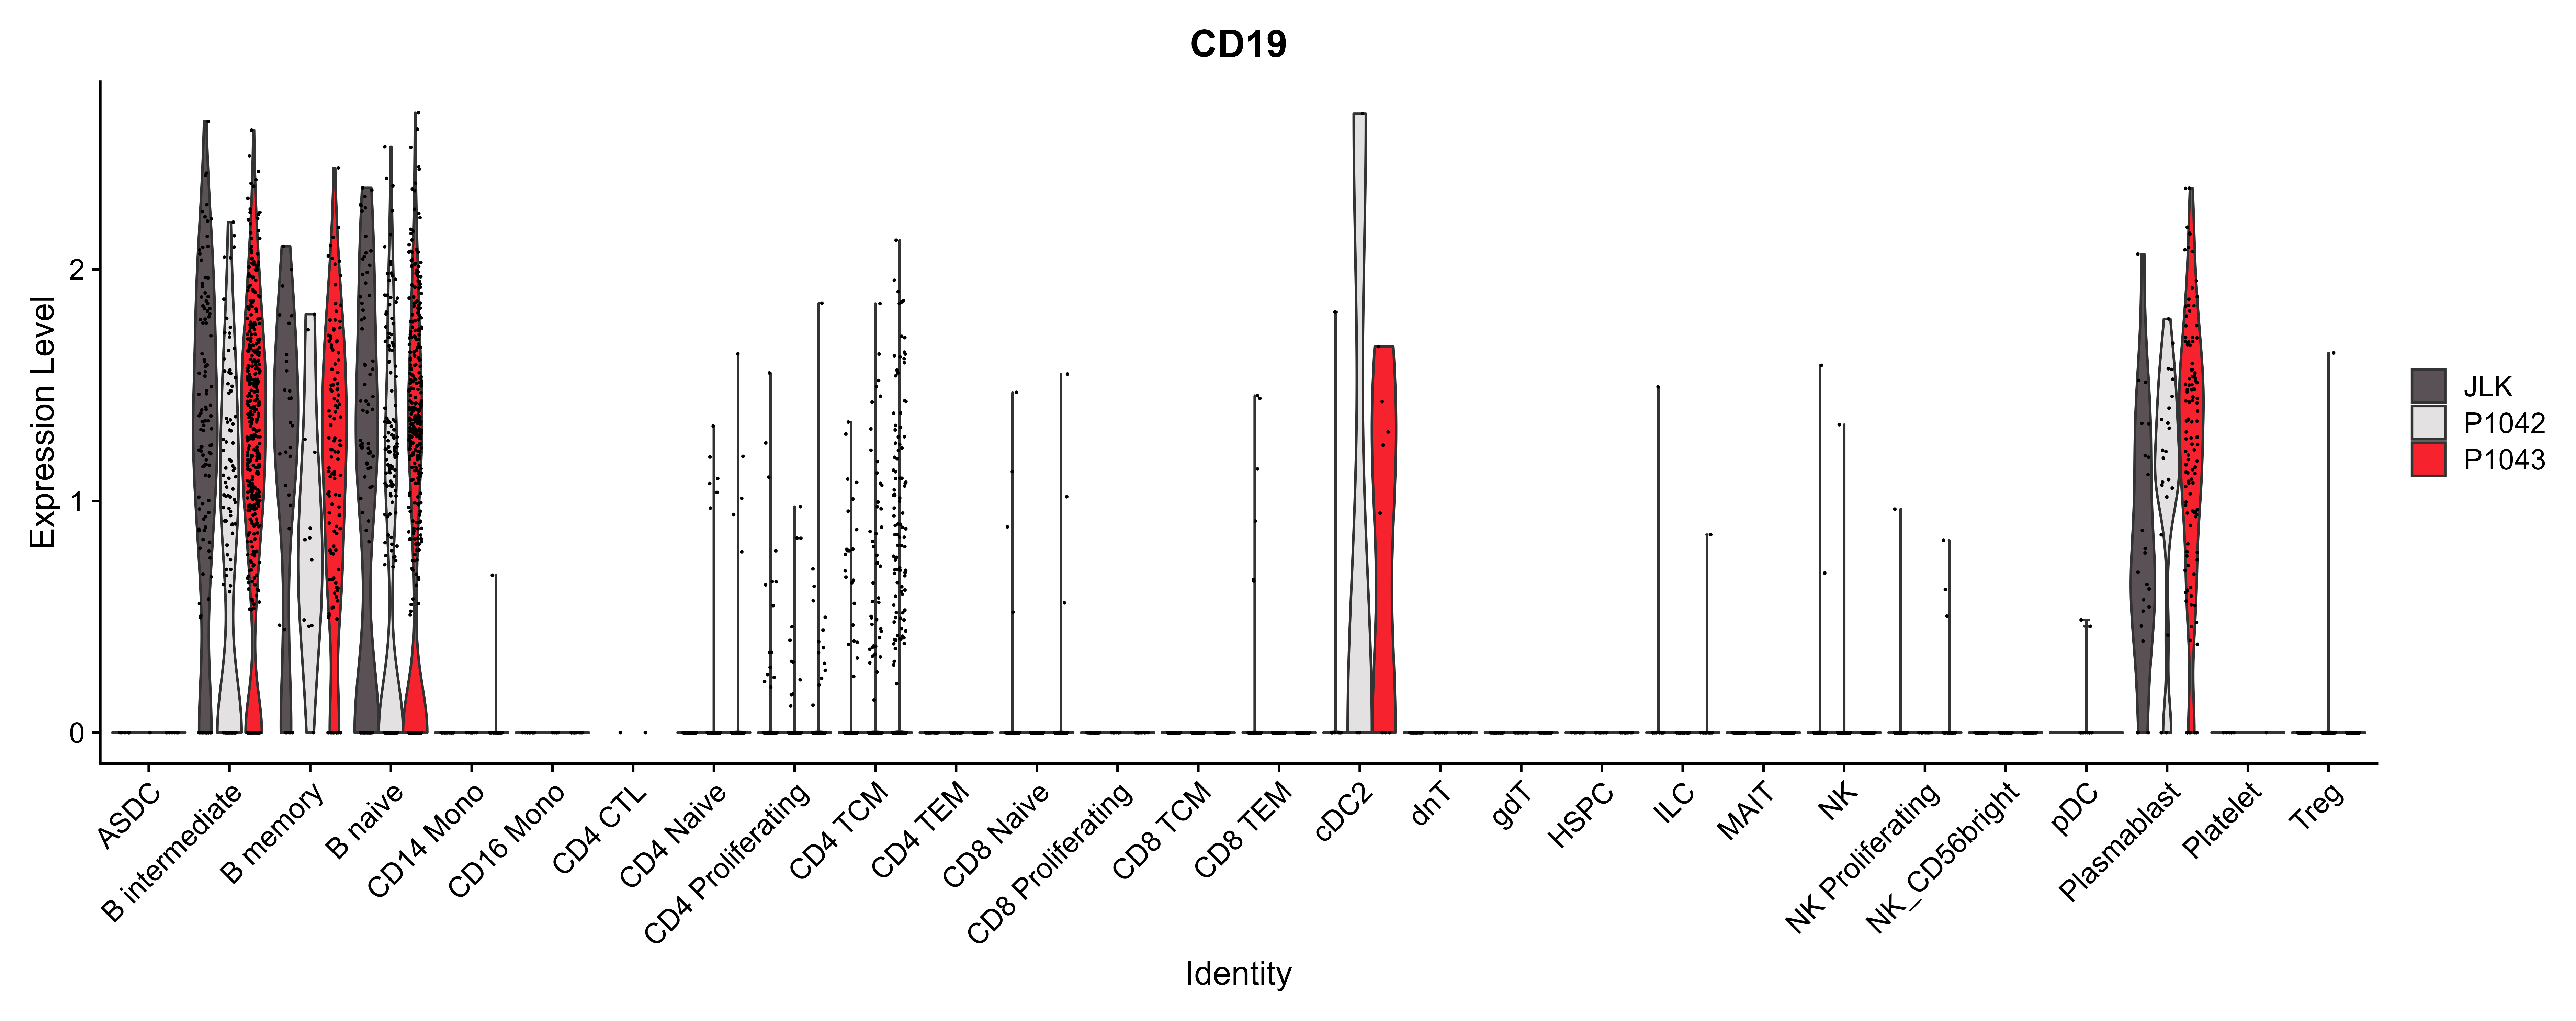 CD19
Expression Level
2
1
0
ASDC
B intermediate
B memory
B naive
CD14 Mono
CD16 Mono
CD4 CTL
CD4 Naive
CD4 Proliferating
CD4 TCM
CD4 TEM
CD8 Naive
CD8 Proliferating
CD8 TCM
CD8 TEM
cDC2
dnT
gdT
HSPC
ILC
MAIT
NK
NK Proliferating
NK_CD56bright
pDC
Plasmablast
Platelet
Treg
Identity
JLK
P1042
P1043